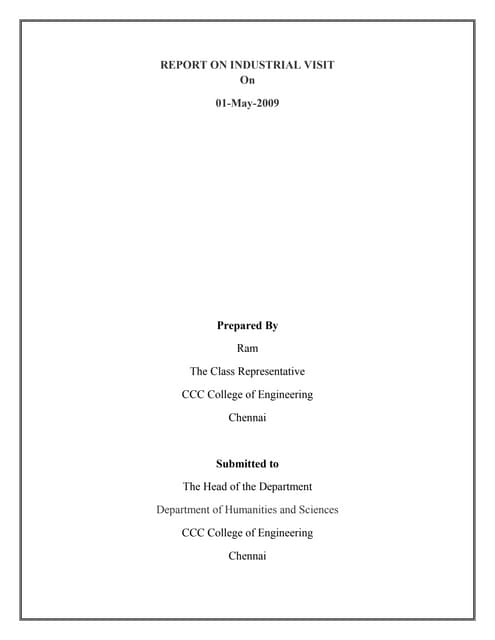 REPORT ON INDUSTRIAL VISIT
On
01-May-2009
Prepared By
Ram
The Class Representative
CCC College of Engineering
Chennai
Submitted to
The Head of the Department
Department of Humanities and Sciences
CCC College of Engineering
Chennai